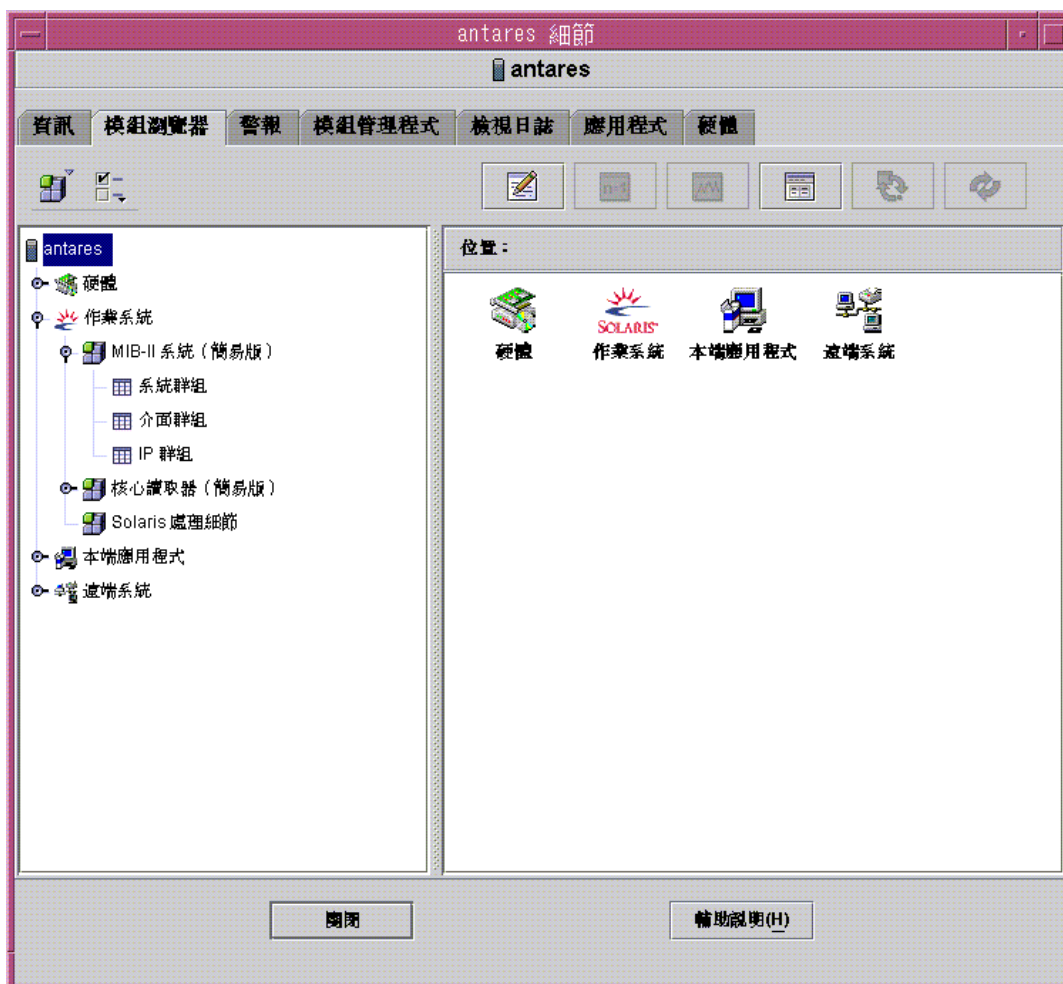 antares 細節
antares
資訊 模組瀏覽器 警報 模組管理程式 檢視日誌 應用程式 硬體
n=1
antares
硬體
作業系統
MIB-II 系統（簡易版）
系統群組
介面群組
IP 群組
核心讀取器（簡易版）
Solaris 處理細節
本端應用程式
遠端系統
位置：
SOLARIS
硬體 作業系統 本端應用程式 遠端系統
關閉 輔助說明(H)